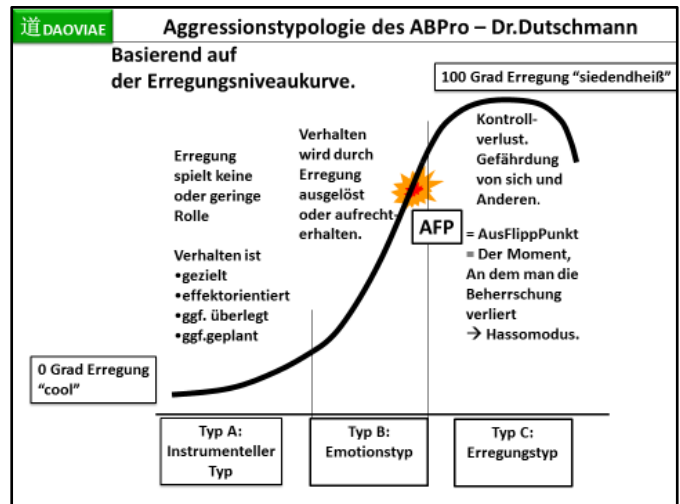 道 DAOVIAE
Aggressionstypologie des ABPro – Dr.Dutschmann
Basierend auf
der Erregungsniveaukurve.
100 Grad Erregung “siedendheiß”
Erregung
spielt keine
oder geringe
Rolle
Verhalten ist
•gezielt
•effektorientiert
•ggf. überlegt
•ggf.geplant
Verhalten
wird durch
Erregung
ausgelöst
oder aufrecht-
erhalten.
Kontroll-
verlust.
Gefährdung
von sich und
Anderen.
AFP
= AusFlippPunkt
= Der Moment,
An dem man die
Beherrschung
verliert
→ Hassomodus.
0 Grad Erregung
“cool”
Typ A:
Instrumenteller
Typ
Typ B:
Emotionstyp
Typ C:
Erregungstyp